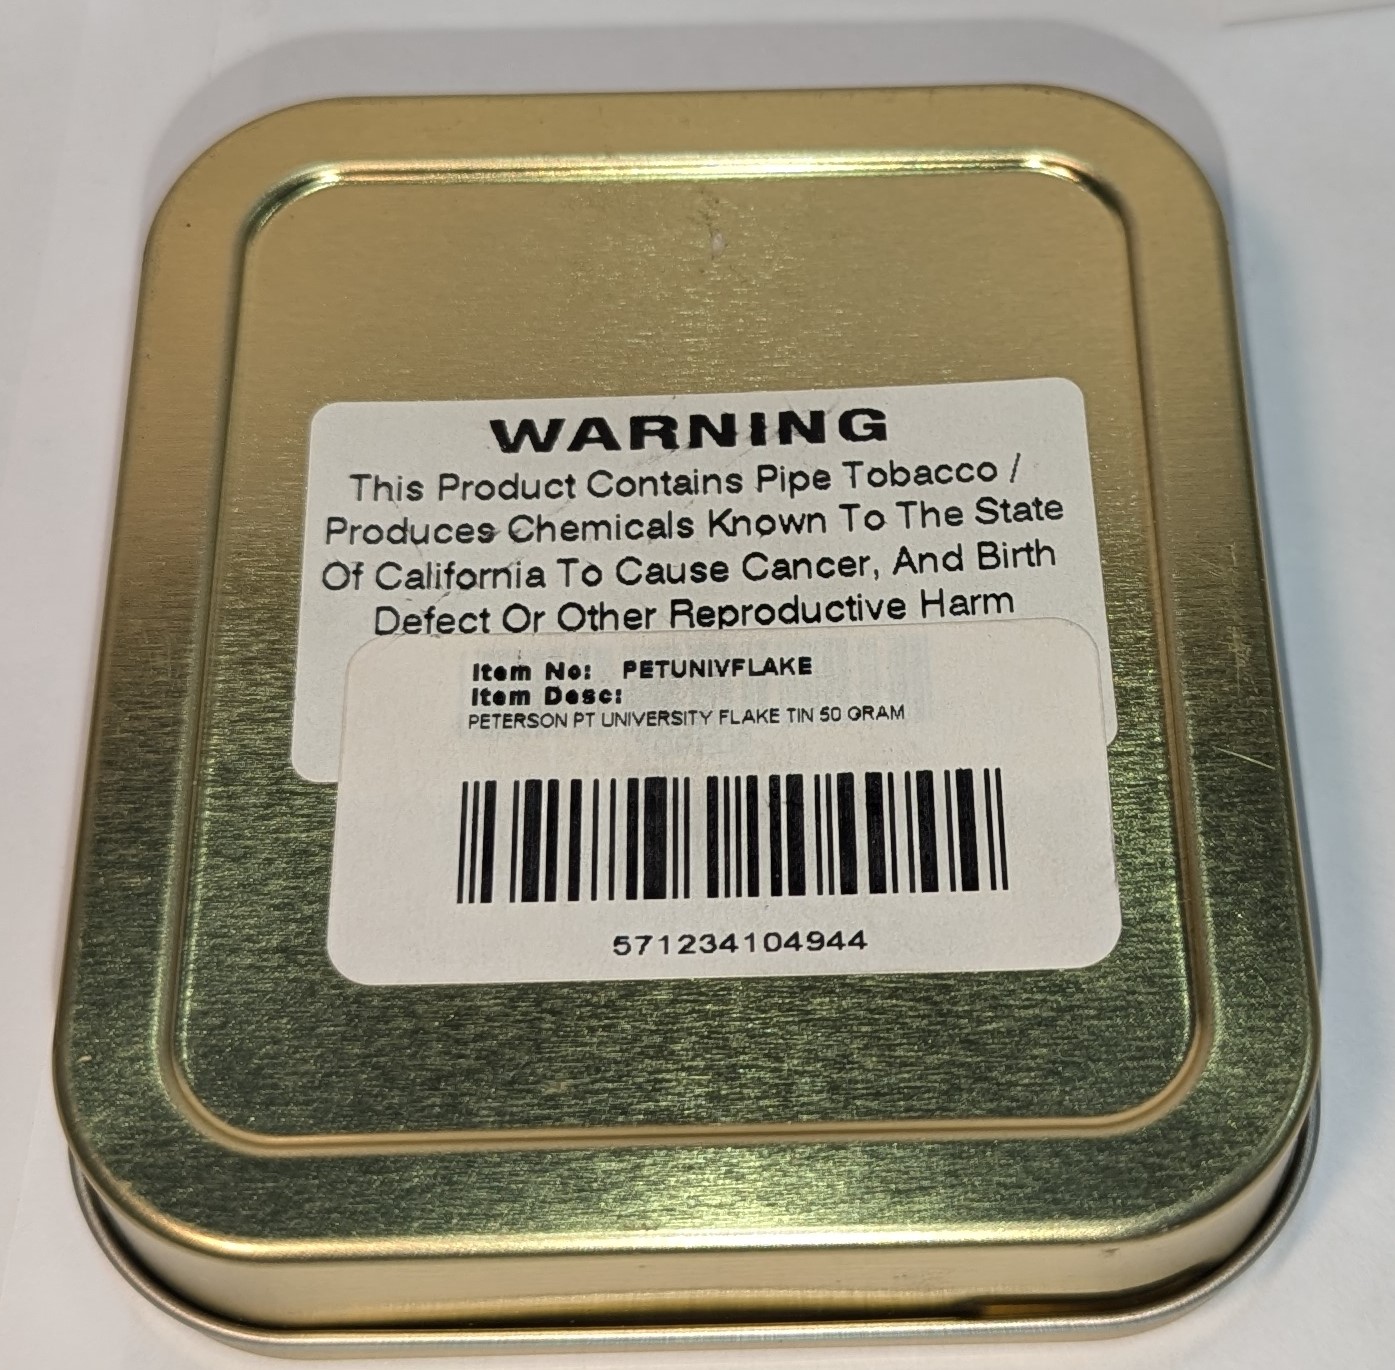 WARNING
This Product Contains Pipe Tobacco /
Produces Chemicals Known To The State
Of California To Cause Cancer, And Birth
Defect Or Other Reproductive Harm
Item No: PETUNIVFLAKE
Item Desc:
PETERSON PT UNIVERSITY FLAKE TIN 50 GRAM
571234104944